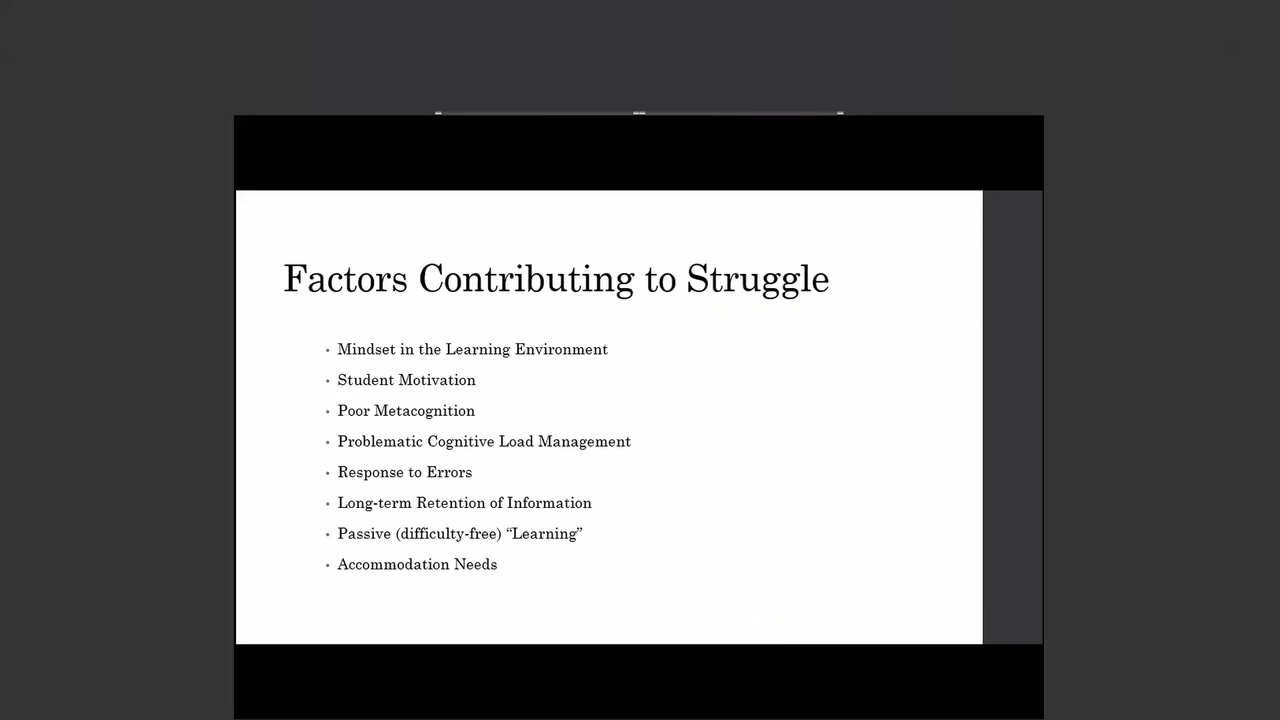 Factors Contributing to Struggle
• Mindset in the Learning Environment
• Student Motivation
• Poor Metacognition
• Problematic Cognitive Load Management
• Response to Errors
• Long-term Retention of Information
• Passive (difficulty-free) “Learning”
• Accommodation Needs